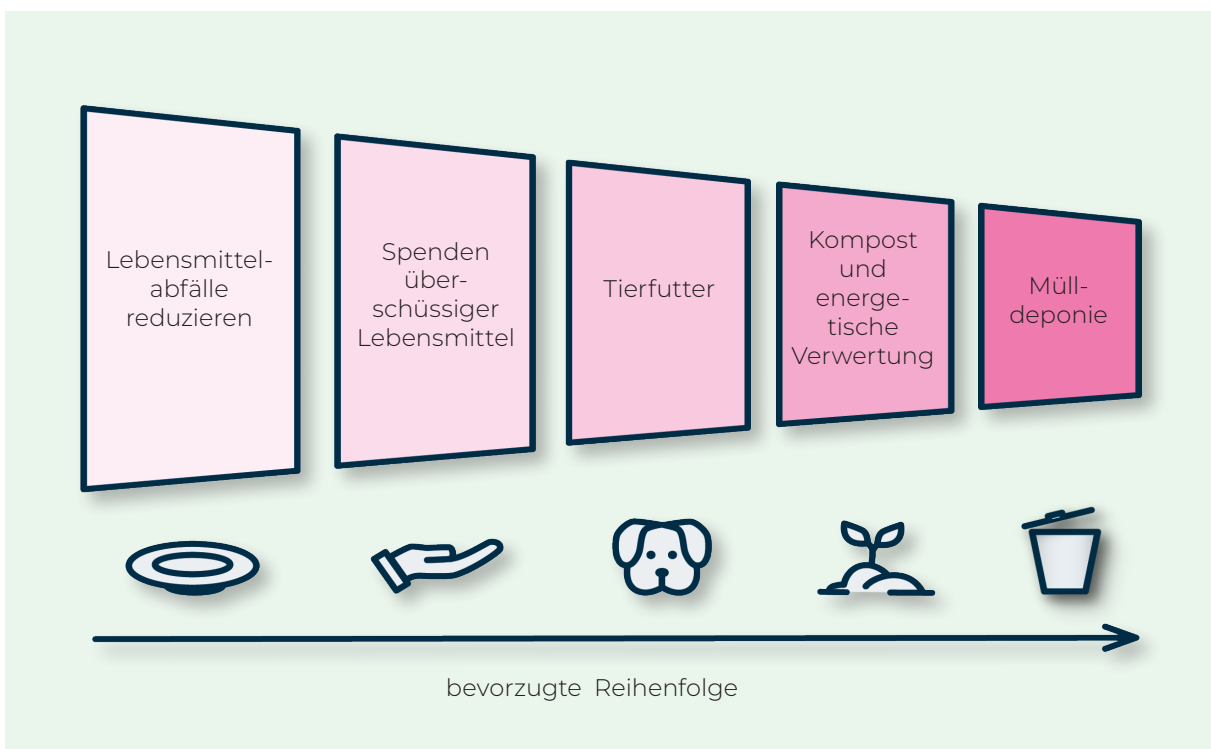 Lebensmittel-
abfälle
reduzieren
Spenden
über-
schüssiger
Lebensmittel
Tierfutter
Kompost
und
energe-
tische
Verwertung
Müll-
deponie
bevorzugte Reihenfolge